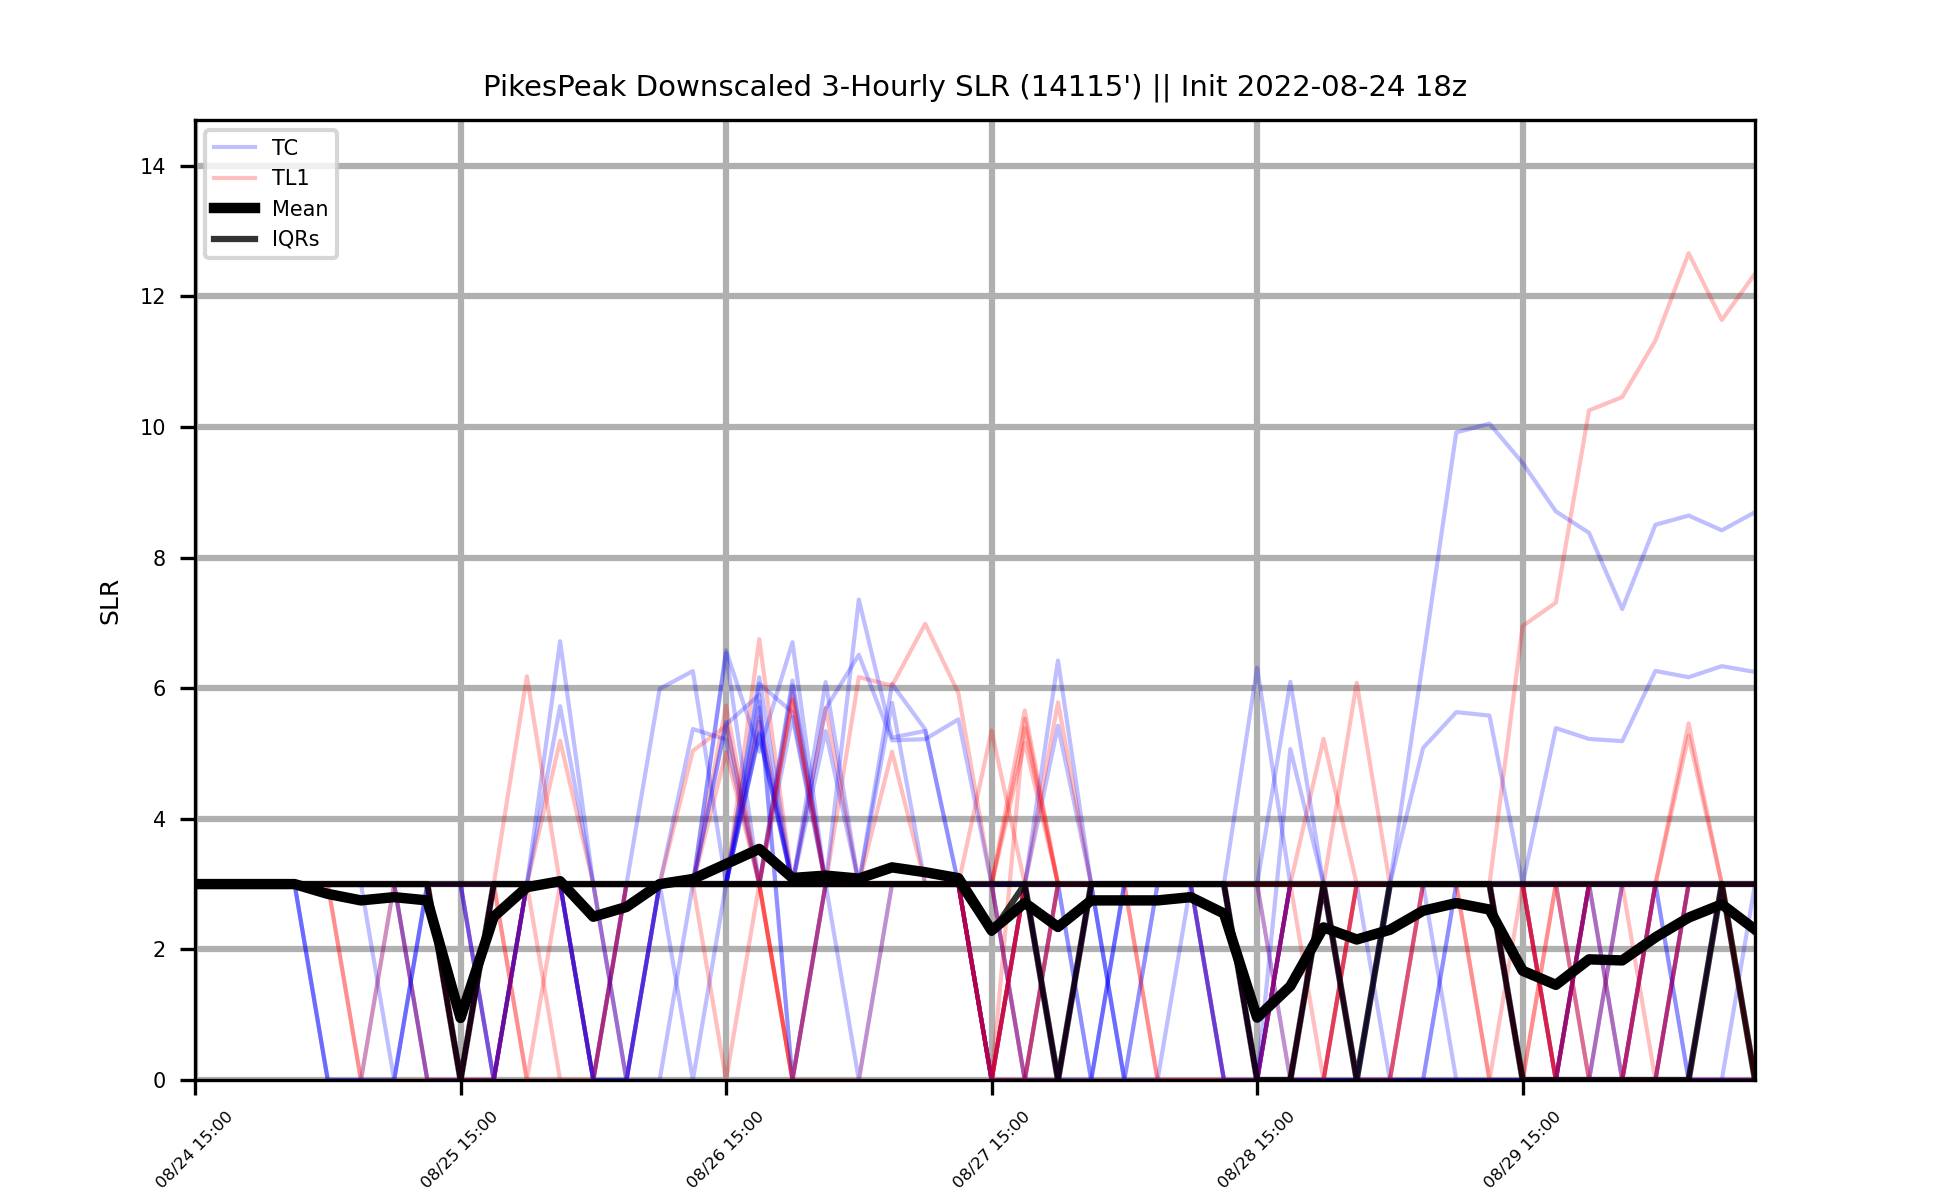 PikesPeak Downscaled 3-Hourly SLR (14115') || Init 2022-08-24 18z
TC
TL1
Mean
IQRs
14
12
10
8
6
4
2
0
SLR
08/24 15:00
08/25 15:00
08/26 15:00
08/27 15:00
08/28 15:00
08/29 15:00